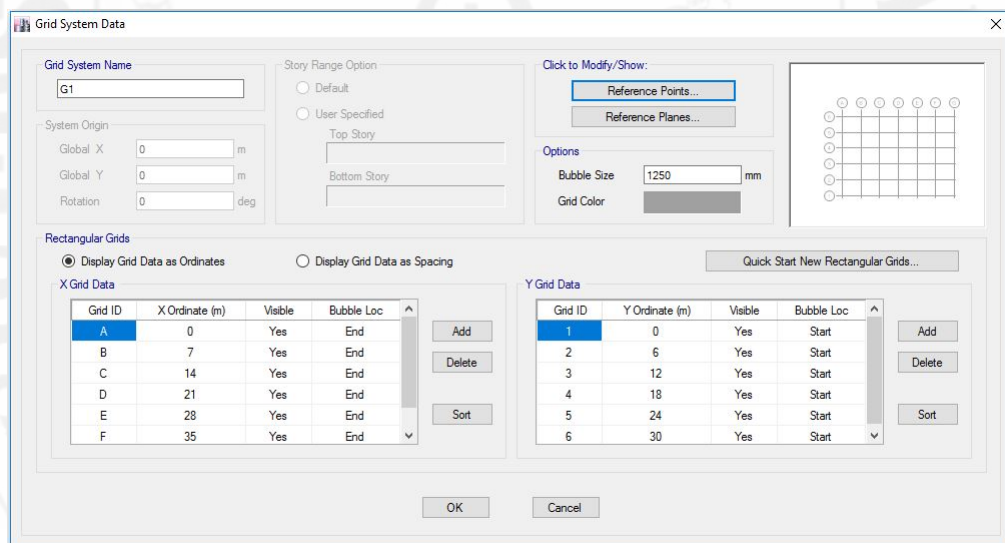 Grid System Data
Grid System Name
G1
System Origin
Global X 0 m
Global Y 0 m
Rotation 0 deg
Story Range Option
Default
User Specified
Top Story
Bottom Story
Click to Modify/Show:
Reference Points...
Reference Planes...
Options
Bubble Size 1250 mm
Grid Color
Rectangular Grids
Display Grid Data as Ordinates Display Grid Data as Spacing Quick Start New Rectangular Grids...
X Grid Data
Grid ID X Ordinate (m) Visible Bubble Loc
A 0 Yes End
B 7 Yes End
C 14 Yes End
D 21 Yes End
E 28 Yes End
F 35 Yes End
Add
Delete
Sort
Y Grid Data
Grid ID Y Ordinate (m) Visible Bubble Loc
1 0 Yes Start
2 6 Yes Start
3 12 Yes Start
4 18 Yes Start
5 24 Yes Start
6 30 Yes Start
Add
Delete
Sort
OK Cancel